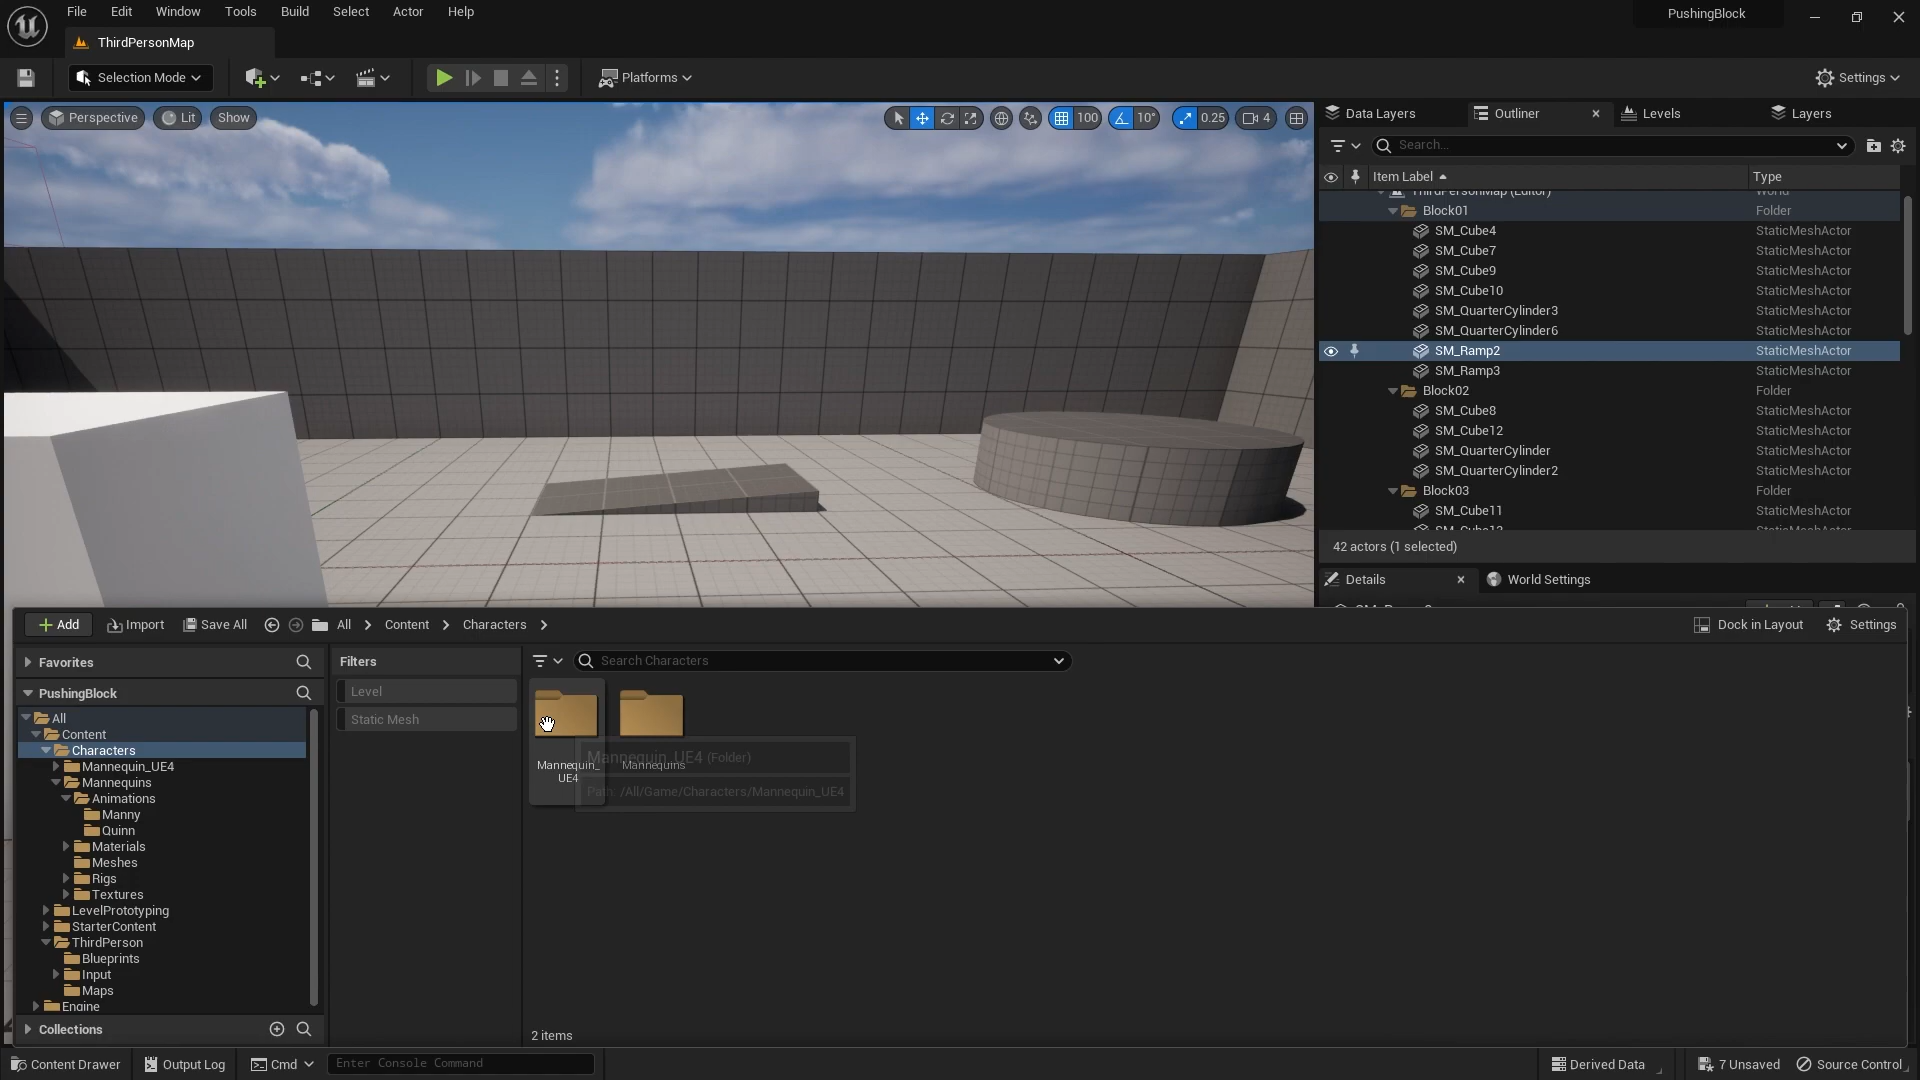 File Edit Window Tools Build Select Actor Help
PushingBlock
ThirdPersonMap
Selection Mode
Platforms
Settings
Perspective
Lit
Show
100
10°
0.25
4
Data Layers
Outliner
Levels
Layers
Search...
Item Label
Type
ThirdPersonMap (Editor) World
Block01 Folder
SM_Cube4 StaticMeshActor
SM_Cube7 StaticMeshActor
SM_Cube9 StaticMeshActor
SM_Cube10 StaticMeshActor
SM_QuarterCylinder3 StaticMeshActor
SM_QuarterCylinder6 StaticMeshActor
SM_Ramp2 StaticMeshActor
SM_Ramp3 StaticMeshActor
Block02 Folder
SM_Cube8 StaticMeshActor
SM_Cube12 StaticMeshActor
SM_QuarterCylinder StaticMeshActor
SM_QuarterCylinder2 StaticMeshActor
Block03 Folder
SM_Cube11 StaticMeshActor
42 actors (1 selected)
Details
World Settings
Add
Import
Save All
All
Content
Characters
Dock in Layout
Settings
Favorites
PushingBlock
All
Content
Characters
Mannequin_UE4
Mannequins
Animations
Manny
Quinn
Materials
Meshes
Rigs
Textures
LevelPrototyping
StarterContent
ThirdPerson
Blueprints
Input
Maps
Engine
Collections
Filters
Level
Static Mesh
Search Characters
Mannequin_
UE4
Mannequins
Mannequin_UE4 (Folder)
Path: /All/Game/Characters/Mannequin_UE4
2 items
Content Drawer
Output Log
Cmd
Enter Console Command
Derived Data
7 Unsaved
Source Control